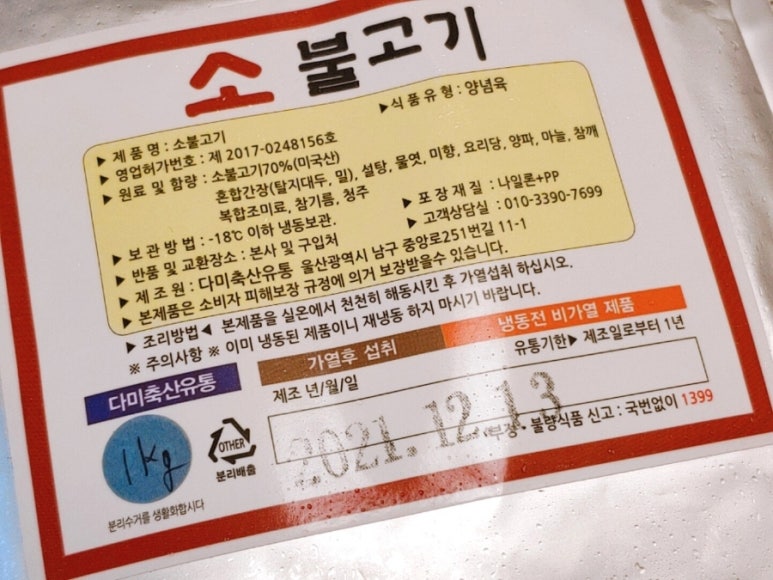 소불고기
▶식품유형 : 양념육
▶ 제품명 : 소불고기
▶ 영업허가번호 : 제 2017-0248156호
▶ 원료 및 함량 : 소불고기70%(미국산)
혼합간장(탈지대두, 밀), 설탕, 물엿, 미향, 요리당, 양파, 마늘, 참깨
복합조미료, 참기름, 청주
▶ 포장재질 : 나일론+PP
▶ 보관방법 : -18℃ 이하 냉동보관.
▶ 고객상담실 : 010-3390-7699
▶ 반품 및 교환장소 : 본사 및 구입처
▶ 제조원 : 다미축산유통 울산광역시 남구 중앙로251번길 11-1
▶ 본제품은 소비자 피해보장 규정에 의거 보장받을수 있습니다.
▶ 조리방법◀ 본제품을 실온에서 천천히 해동시킨 후 가열섭취 하십시오.
※ 주의사항 ※ 이미 냉동된 제품이니 재냉동 하지 마시기 바랍니다.
가열후 섭취
냉동전 비가열 제품
다미축산유통
제조 년/월/일
유통기한▶ 제조일로부터 1년
2021.12.13
1kg
OTHER
분리배출
부정·불량식품 신고 : 국번없이 1399
분리수거를 생활화합시다